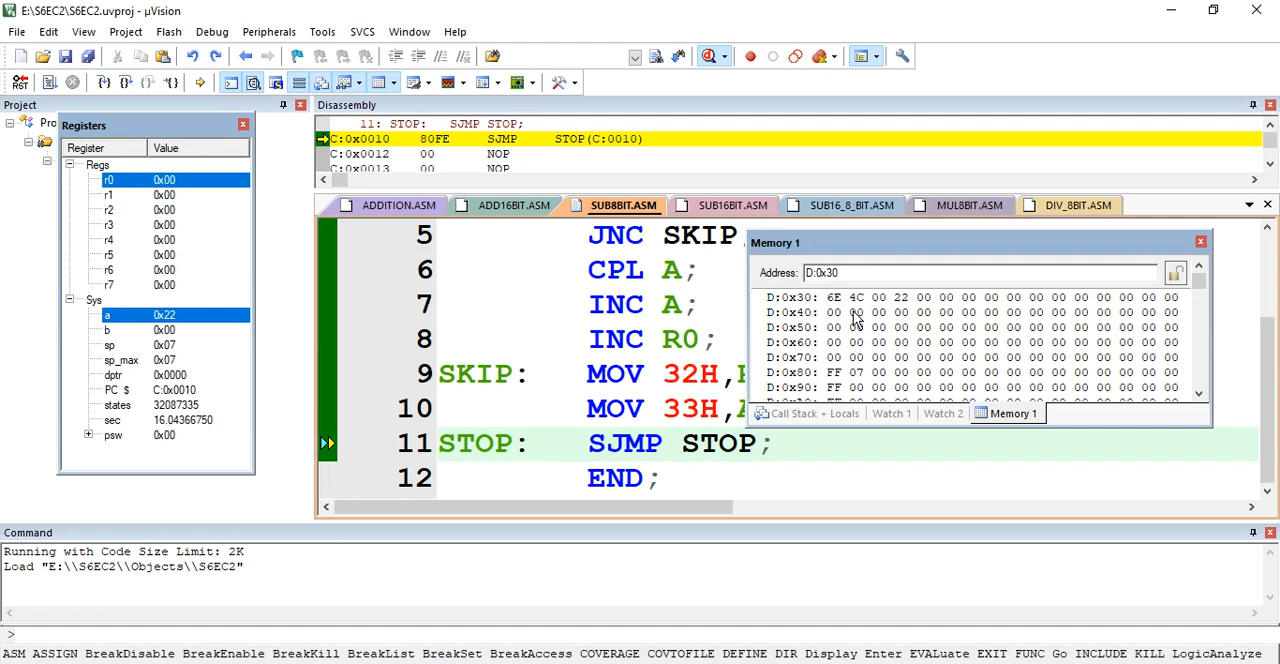 E:\S6EC2\S6EC2.uvproj - µVision
File Edit View Project Flash Debug Peripherals Tools SVCS Window Help
Project
Pro
Registers
Register Value
Regs
r0 0x00
r1 0x00
r2 0x00
r3 0x00
r4 0x00
r5 0x00
r6 0x00
r7 0x00
Sys
a 0x22
b 0x00
sp 0x07
sp_max 0x07
dptr 0x0000
PC $ C:0x0010
states 32087335
sec 16.04366750
psw 0x00
Disassembly
11: STOP: SJMP STOP;
C:0x0010 80FE SJMP STOP(C:0010)
C:0x0012 00 NOP
C:0x0013 00 NOP
ADDITION.ASM ADD16BIT.ASM SUB8BIT.ASM SUB16BIT.ASM SUB16_8_BIT.ASM MUL8BIT.ASM DIV_8BIT.ASM
5 JNC SKIP
6 CPL A;
7 INC A;
8 INC R0;
9 SKIP: MOV 32H,
10 MOV 33H,
11 STOP: SJMP STOP;
12 END;
Memory 1
Address: D:0x30
D:0x30: 6E 4C 00 22 00 00 00 00 00 00 00 00 00 00 00 00
D:0x40: 00 00 00 00 00 00 00 00 00 00 00 00 00 00 00
D:0x50: 00 00 00 00 00 00 00 00 00 00 00 00 00 00 00
D:0x60: 00 00 00 00 00 00 00 00 00 00 00 00 00 00 00 00
D:0x70: 00 00 00 00 00 00 00 00 00 00 00 00 00 00 00 00
D:0x80: FF 07 00 00 00 00 00 00 00 00 00 00 00 00 00 00
D:0x90: FF 00 00 00 00 00 00 00 00 00 00 00 00 00 00 00
Call Stack + Locals Watch 1 Watch 2 Memory 1
Command
Running with Code Size Limit: 2K
Load "E:\\S6EC2\\Objects\\S6EC2"
>
ASM ASSIGN BreakDisable BreakEnable BreakKill BreakList BreakSet BreakAccess COVERAGE COVTOFILE DEFINE DIR Display Enter EVALuate EXIT FUNC Go INCLUDE KILL LogicAnalyze